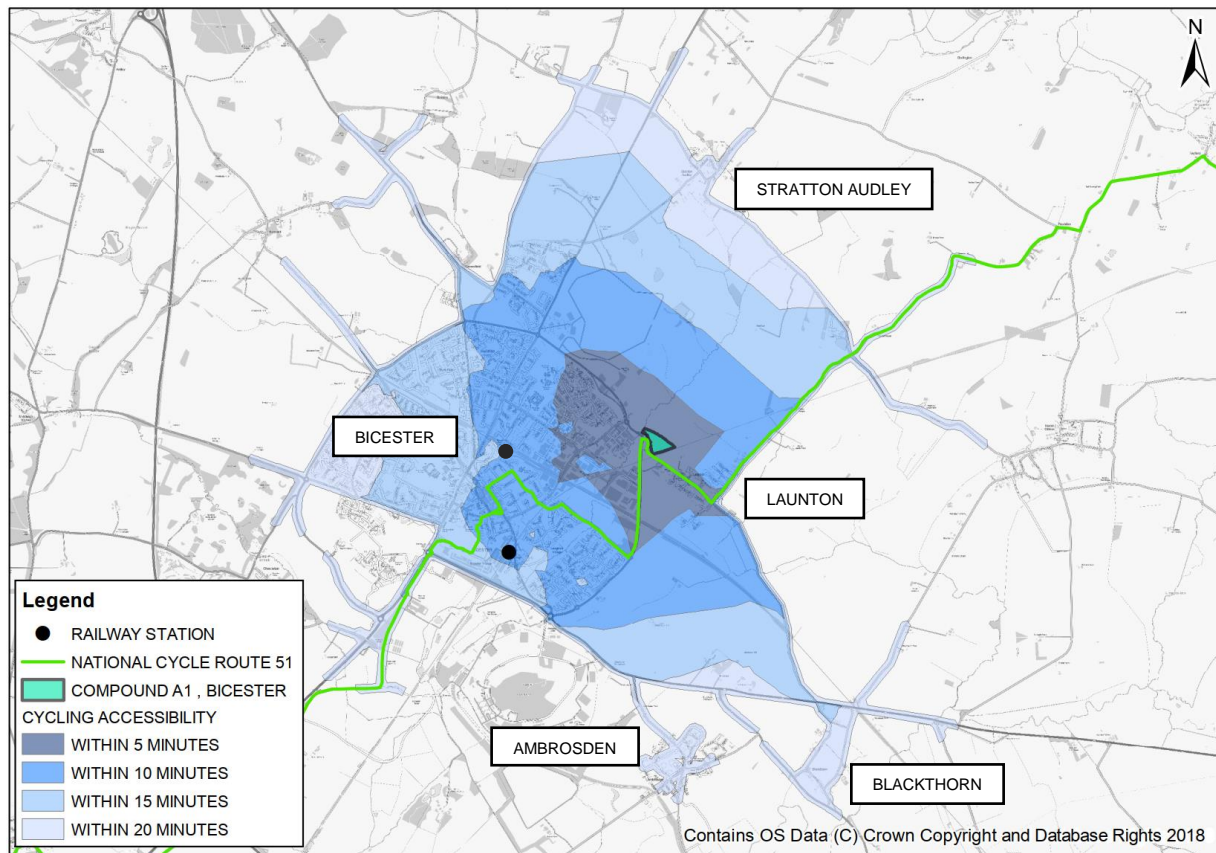 N
STRATTON AUDLEY
BICESTER
LAUNTON
Legend
RAILWAY STATION
NATIONAL CYCLE ROUTE 51
COMPOUND A1 , BICESTER
CYCLING ACCESSIBILITY
WITHIN 5 MINUTES
WITHIN 10 MINUTES
WITHIN 15 MINUTES
WITHIN 20 MINUTES
AMBROSDEN
BLACKTHORN
Contains OS Data (C) Crown Copyright and Database Rights 2018